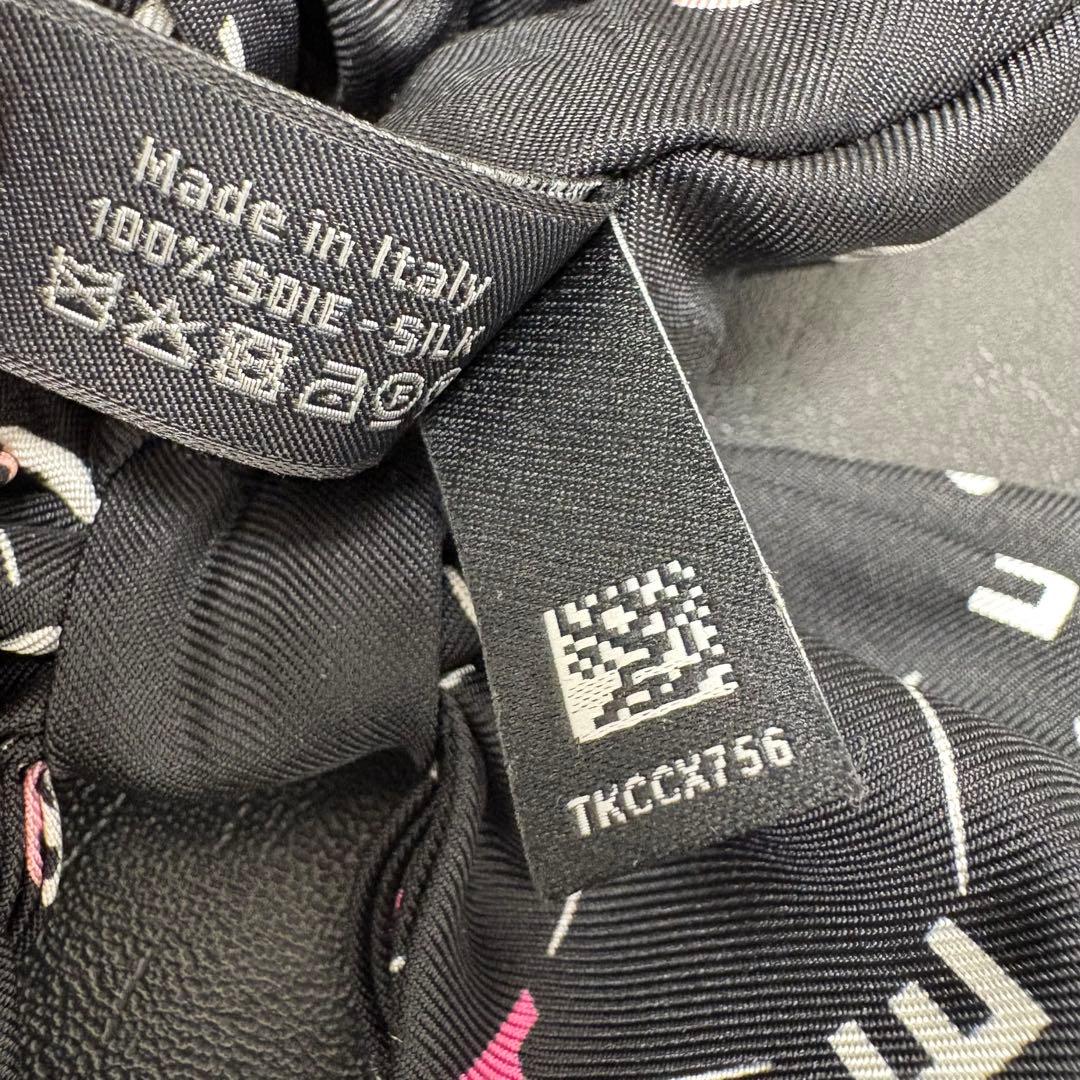 Made in Italy
100% SOIE - SILK
TKCCX756